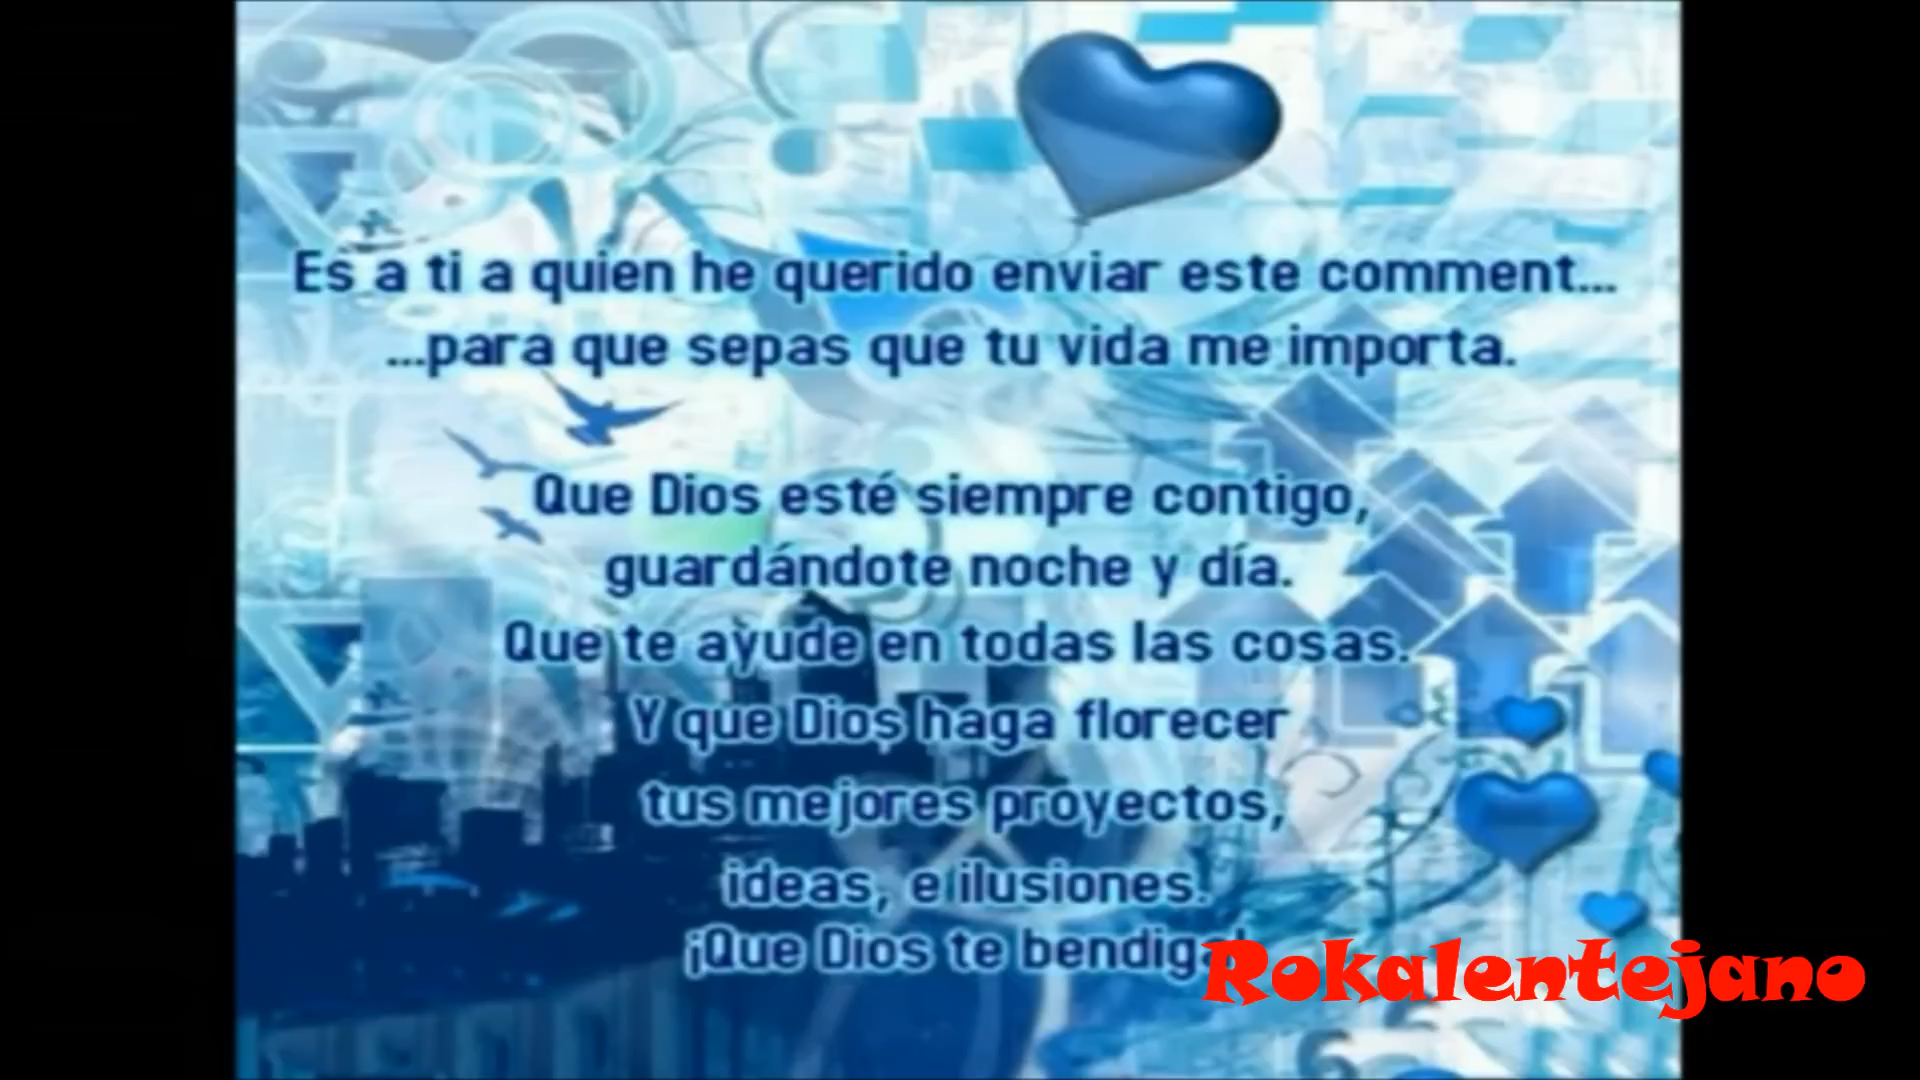 Es a ti a quien he querido enviar este comment...
...para que sepas que tu vida me importa.
Que Dios esté siempre contigo,
guardándote noche y día.
Que te ayude en todas las cosas.
Y que Dios haga florecer
tus mejores proyectos,
ideas, e ilusiones.
¡Que Dios te bendiga!
Rokalentejano